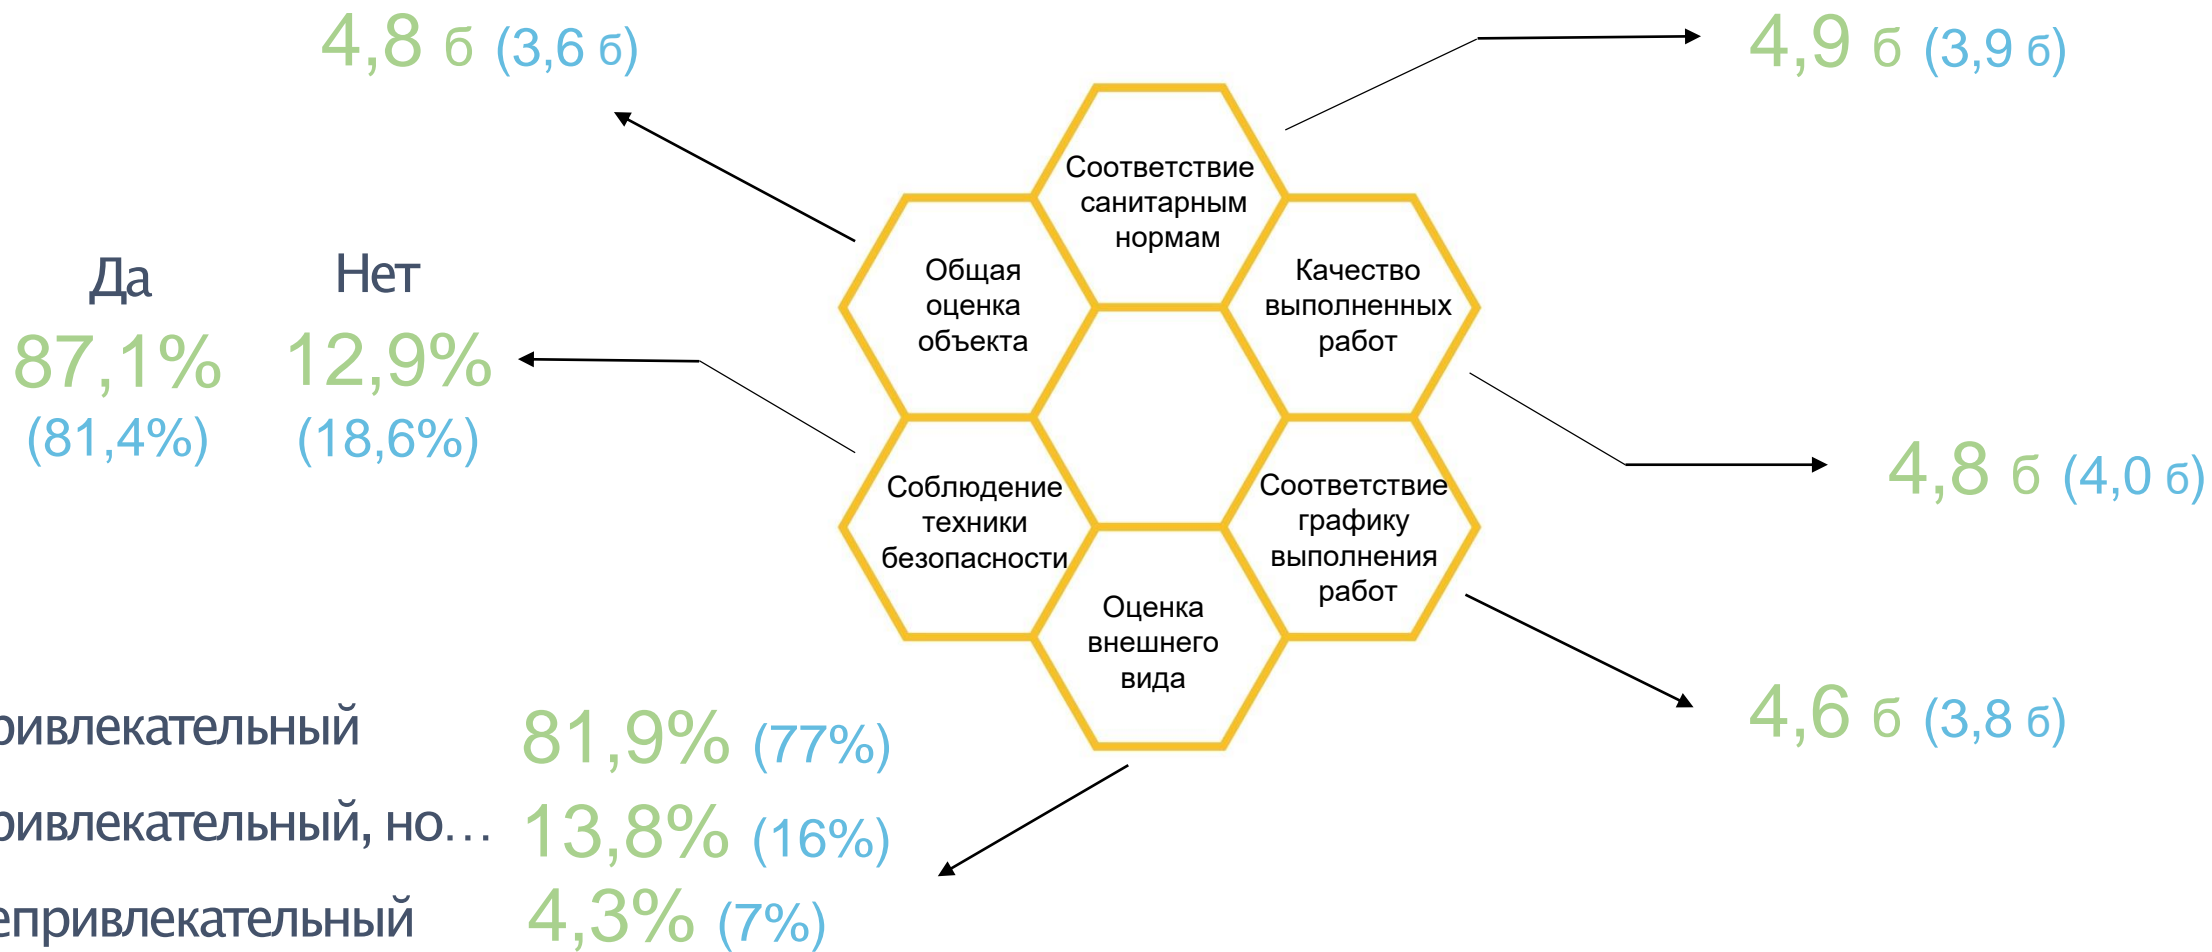 4,8 б (3,6 б)
4,9 б (3,9 б)
Соответствие
санитарным
нормам
Общая
оценка
объекта
Качество
выполненных
работ
Да Нет
87,1% 12,9%
(81,4%) (18,6%)
4,8 б (4,0 б)
Соблюдение
техники
безопасности
Соответствие
графику
выполнения
работ
Оценка
внешнего
вида
4,6 б (3,8 б)
ривлекательный 81,9% (77%)
ривлекательный, но... 13,8% (16%)
епривлекательный 4,3% (7%)